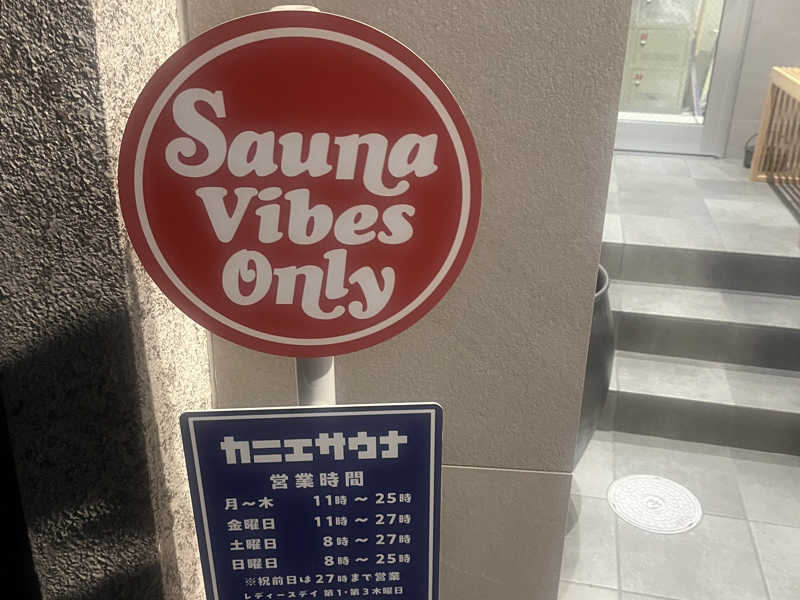 Sauna
Vibes
Only
カニエサウナ
営業時間
月～木 11時～25時
金曜日 11時～27時
土曜日 8時～27時
日曜日 8時～25時
※祝前日は27時まで営業
レディースデイ 第1・第3木曜日